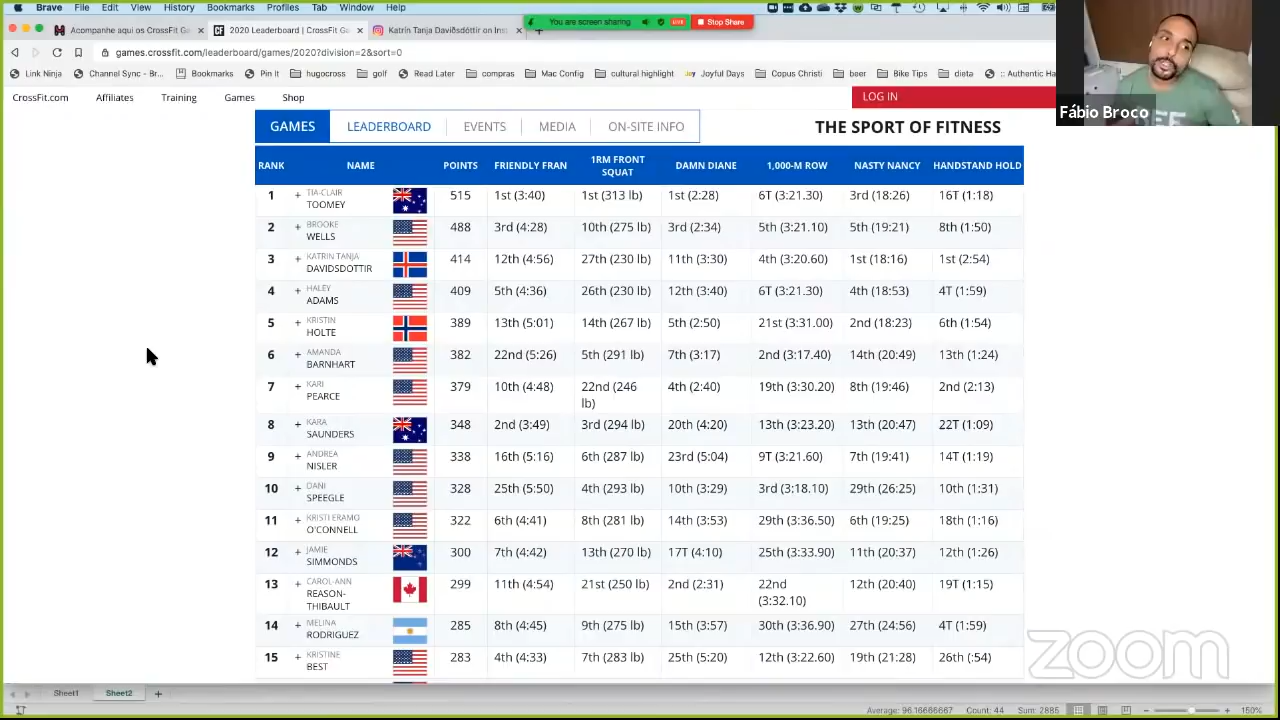 Brave File Edit View History Bookmarks Profiles Tab Window Help
You are screen sharing LIVE Stop Share
Acompanhe aqui os CrossFit Ga × 2020 Leaderboard | CrossFit G × Katrín Tanja Davíðsdóttir on Ins × +
games.crossfit.com/leaderboard/games/2020?division=2&sort=0
Link Ninja Channel Sync - Br... Bookmarks Pin It hugocross golf Read Later compras Mac Config cultural highlight Joyful Days Copus Christi beer Bike Tips dieta :: Authentic Ha
Fábio Broco
CrossFit.com Affiliates Training Games Shop LOG IN
GAMES LEADERBOARD EVENTS MEDIA ON-SITE INFO THE SPORT OF FITNESS
RANK NAME POINTS FRIENDLY FRAN 1RM FRONT SQUAT DAMN DIANE 1,000-M ROW NASTY NANCY HANDSTAND HOLD
1 + TIA-CLAIR TOOMEY 515 1st (3:40) 1st (313 lb) 1st (2:28) 6T (3:21.30) 3rd (18:26) 16T (1:18)
2 + BROOKE WELLS 488 3rd (4:28) 10th (275 lb) 3rd (2:34) 5th (3:21.10) 5th (19:21) 8th (1:50)
3 + KATRIN TANJA DAVIDSDOTTIR 414 12th (4:56) 27th (230 lb) 11th (3:30) 4th (3:20.60) 1st (18:16) 1st (2:54)
4 + HALEY ADAMS 409 5th (4:36) 26th (230 lb) 12th (3:40) 6T (3:21.30) (18:53) 4T (1:59)
5 + KRISTIN HOLTE 389 13th (5:01) 14th (267 lb) 5th (2:50) 21st (3:31.00) 2nd (18:23) 6th (1:54)
6 + AMANDA BARNHART 382 22nd (5:26) 5th (291 lb) 7th (3:17) 2nd (3:17.40) (20:49) 13th (1:24)
7 + KARI PEARCE 379 10th (4:48) 22nd (246 lb) 4th (2:40) 19th (3:30.20) (19:46) 2nd (2:13)
8 + KARA SAUNDERS 348 2nd (3:49) 3rd (294 lb) 20th (4:20) 13th (3:23.20) (20:47) 22T (1:09)
9 + ANDREA NISLER 338 16th (5:16) 6th (287 lb) 23rd (5:04) 9T (3:21.60) 7th (19:41) 14T (1:19)
10 + DANI SPEEGLE 328 25th (5:50) 4th (293 lb) 10th (3:29) 3rd (3:18.10) (26:25) 10th (1:31)
11 + KRISTI ERAMO O'CONNELL 322 6th (4:41) 8th (281 lb) 14th (3:53) 29th (3:36.50) 6th (19:25) 18th (1:16)
12 + JAMIE SIMMONDS 300 7th (4:42) 13th (270 lb) 17T (4:10) 25th (3:33.90) (20:37) 12th (1:26)
13 + CAROL-ANN REASON-THIBAULT 299 11th (4:54) 21st (250 lb) 2nd (2:31) 22nd (3:32.10) 12th (20:40) 19T (1:15)
14 + MELINA RODRIGUEZ 285 8th (4:45) 9th (275 lb) 15th (3:57) 30th (3:36.90) 27th (24:56) 4T (1:59)
15 + KRISTINE BEST 283 4th (4:33) 7th (283 lb) 25th (5:20) 12th (3:22.60) (21:28) 26th (:54)
zoom
Sheet1 Sheet2 +
Average: 96.16666667 Count: 44 Sum: 2885 150%